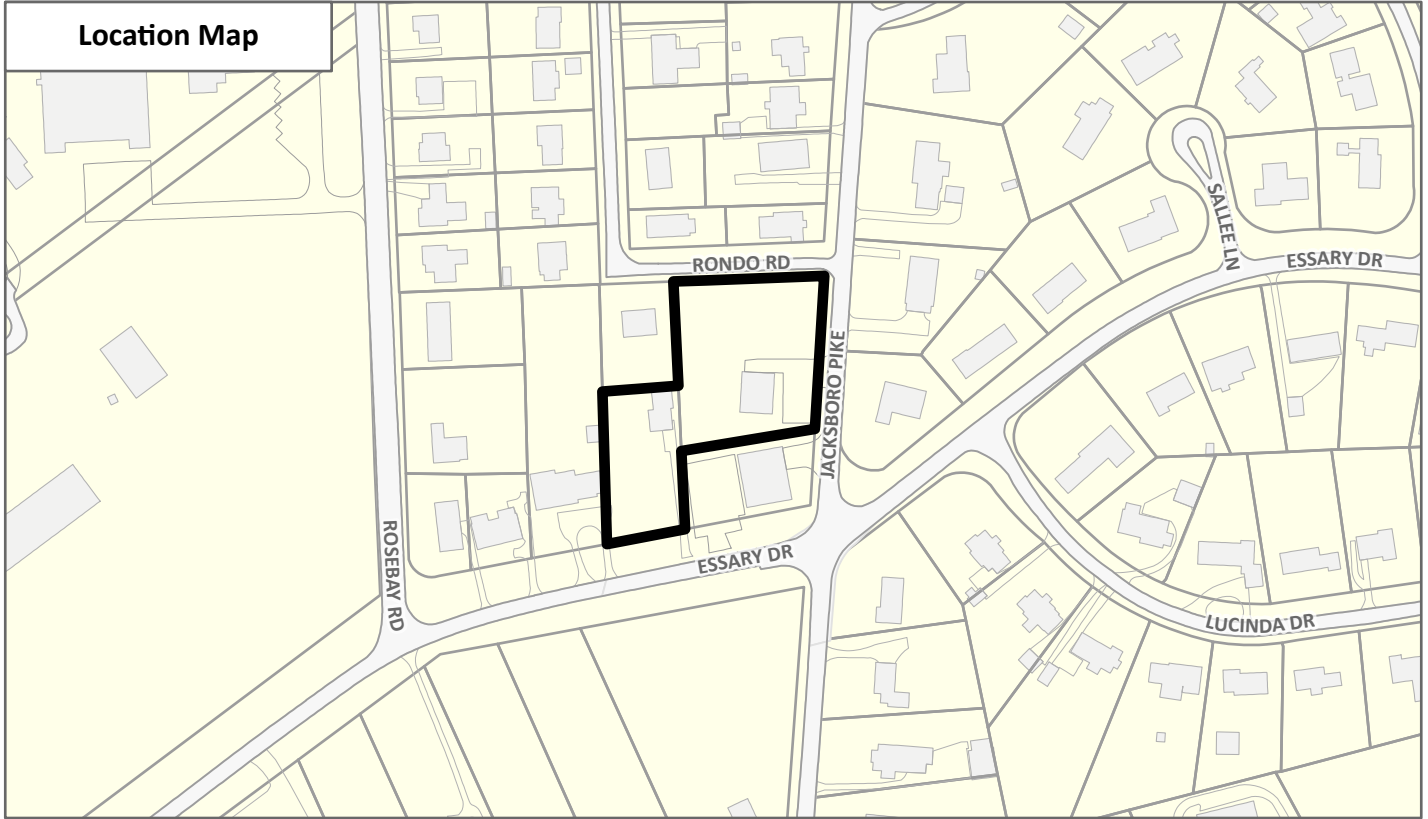 Location Map
RONDO RD
SALLEE LN
ESSARY DR
JACKSBORO PIKE
ROSEBAY RD
ESSARY DR
LUCINDA DR